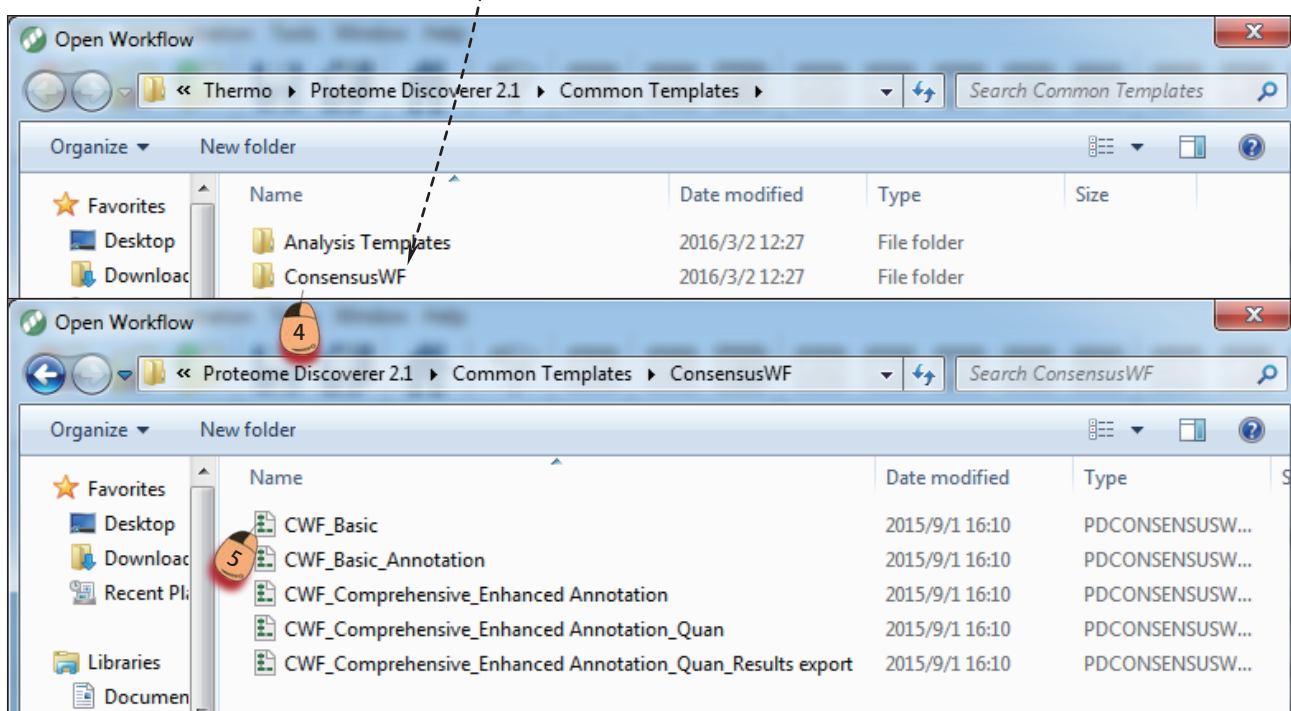 Open Workflow
« Thermo ▸ Proteome Discoverer 2.1 ▸ Common Templates ▸ Search Common Templates
Organize ▾ New folder
Favorites Name Date modified Type Size
Desktop Analysis Templates 2016/3/2 12:27 File folder
Downloac ConsensusWF 2016/3/2 12:27 File folder
4
Open Workflow
« Proteome Discoverer 2.1 ▸ Common Templates ▸ ConsensusWF Search ConsensusWF
Organize ▾ New folder
Favorites Name Date modified Type S
Desktop CWF_Basic 2015/9/1 16:10 PDCONSENSUSW...
5
Downloac CWF_Basic_Annotation 2015/9/1 16:10 PDCONSENSUSW...
Recent Pla CWF_Comprehensive_Enhanced Annotation 2015/9/1 16:10 PDCONSENSUSW...
CWF_Comprehensive_Enhanced Annotation_Quan 2015/9/1 16:10 PDCONSENSUSW...
Libraries CWF_Comprehensive_Enhanced Annotation_Quan_Results export 2015/9/1 16:10 PDCONSENSUSW...
Documen